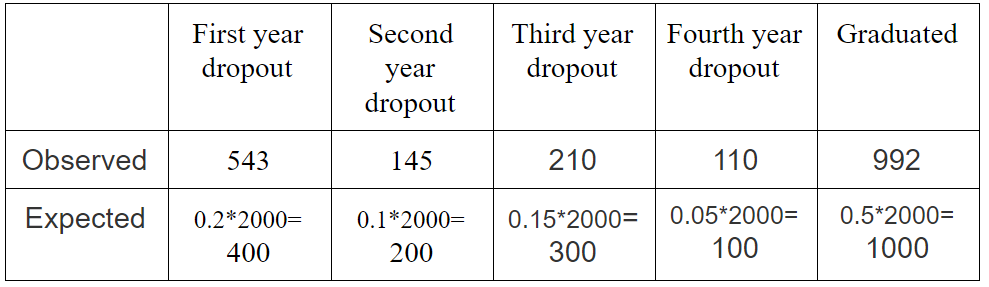 First year
dropout
Second
year
dropout
Third year
dropout
Fourth year
dropout
Graduated
Observed
543
145
210
110
992
Expected
0.2*2000=
400
0.1*2000=
200
0.15*2000=
300
0.05*2000=
100
0.5*2000=
1000